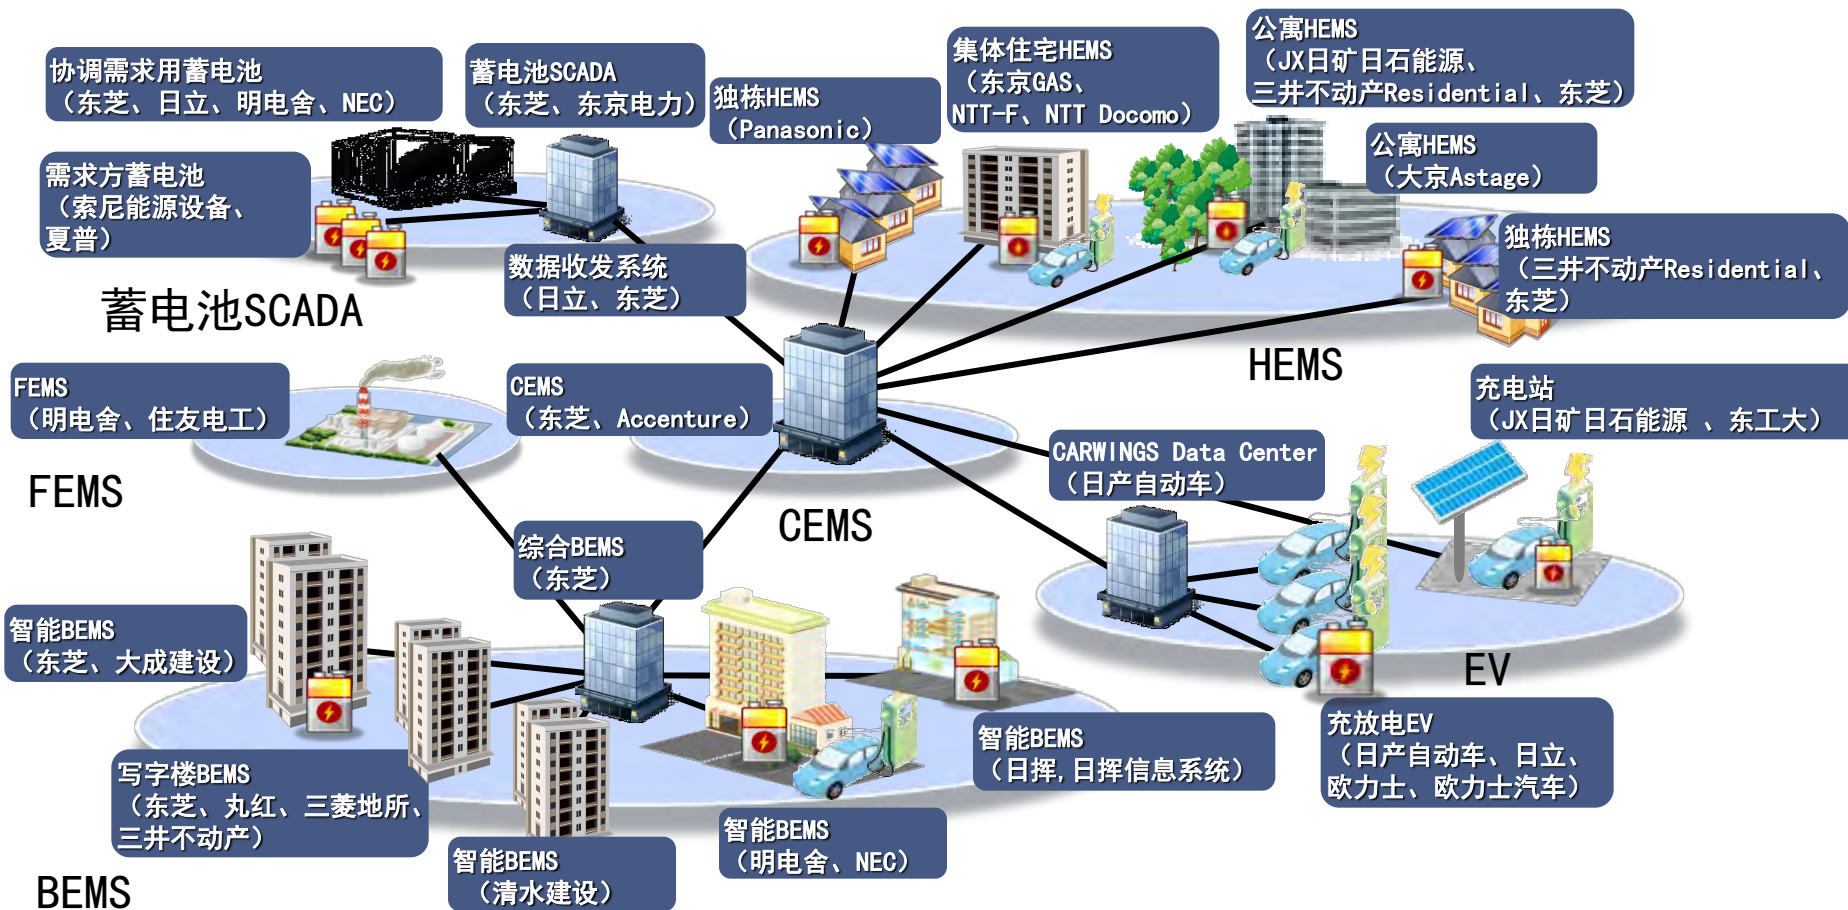 协调需求用蓄电池
（东芝、日立、明电舍、NEC）
蓄电池SCADA
（东芝、东京电力）
独栋HEMS
（Panasonic）
集体住宅HEMS
（东京GAS、
NTT-F、NTT Docomo）
公寓HEMS
（JX日矿日石能源、
三井不动产Residential、东芝）
公寓HEMS
（大京Astage）
需求方蓄电池
（索尼能源设备、
夏普）
独栋HEMS
（三井不动产Residential、
东芝）
数据收发系统
（日立、东芝）
蓄电池SCADA
HEMS
FEMS
（明电舍、住友电工）
CEMS
（东芝、Accenture）
充电站
（JX日矿日石能源 、东工大）
CARWINGS Data Center
（日产自动车）
FEMS
CEMS
综合BEMS
（东芝）
智能BEMS
（东芝、大成建设）
EV
充放电EV
（日产自动车、日立、
欧力士、欧力士汽车）
智能BEMS
（日挥,日挥信息系统）
写字楼BEMS
（东芝、丸红、三菱地所、
三井不动产）
智能BEMS
（明电舍、NEC）
智能BEMS
（清水建设）
BEMS